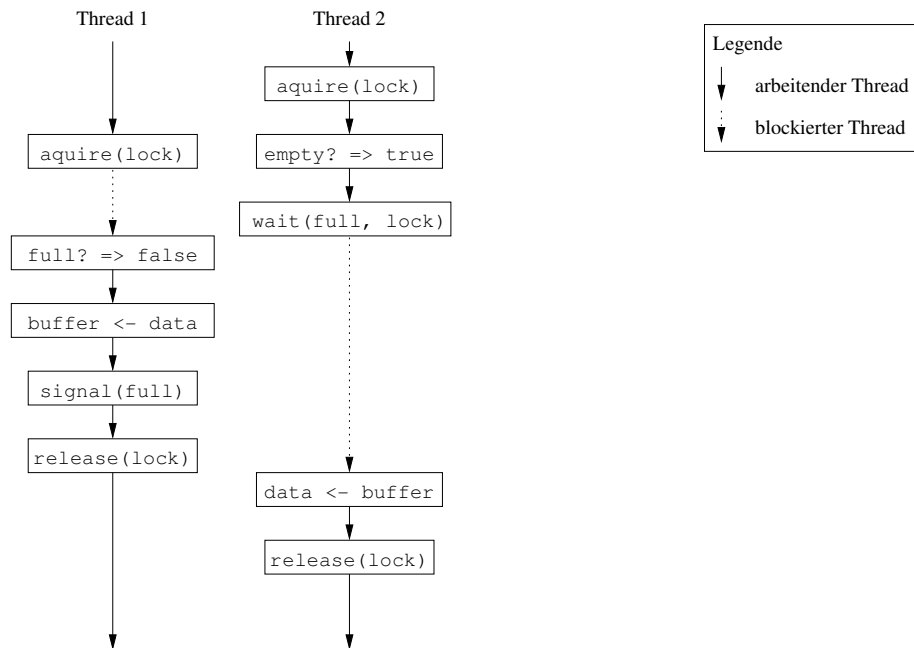 Thread 1
aquire(lock)
full? => false
buffer <- data
signal(full)
release(lock)
Thread 2
aquire(lock)
empty? => true
wait(full, lock)
data <- buffer
release(lock)
Legende
arbeitender Thread
blockierter Thread